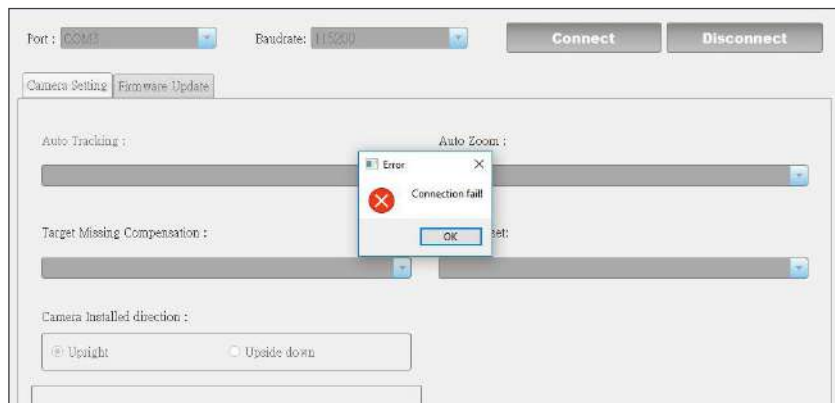 Port : COM3 Baudrate: 115200 Connect Disconnect
Camera Setting Firmware Update
Auto Tracking : Auto Zoom :
Error
Connection fail!
OK
Target Missing Compensation :
Camera Installed direction :
Upright Upside down